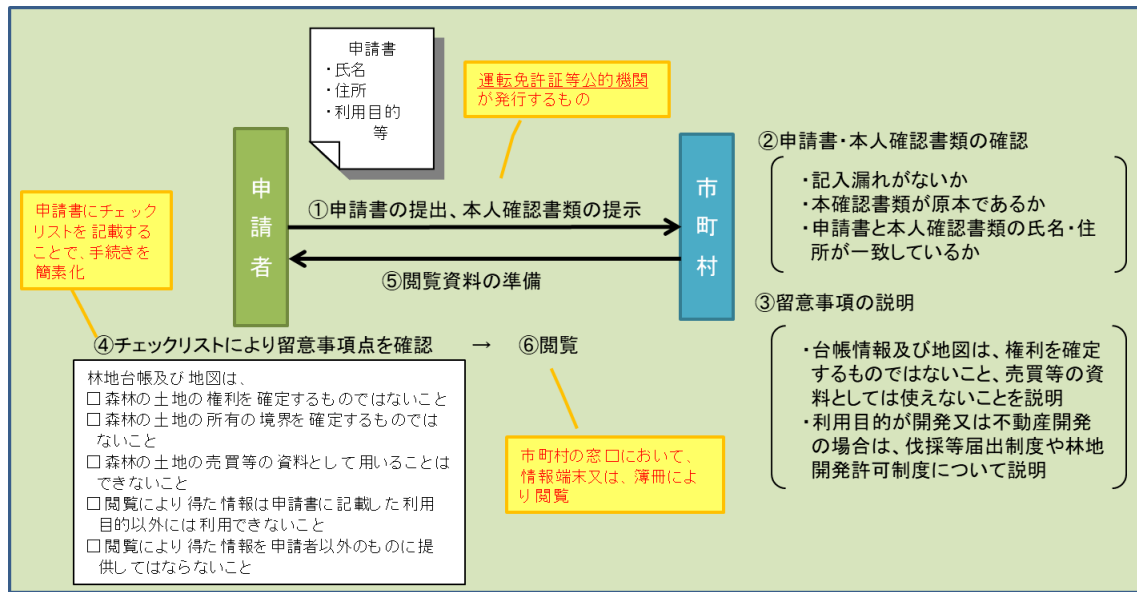 申請書
・氏名
・住所
・利用目的
等
運転免許証等公的機関
が発行するもの
申請者
市町村
①申請書の提出、本人確認書類の提示
②申請書・本人確認書類の確認
・記入漏れがないか
・本確認書類が原本であるか
・申請書と本人確認書類の氏名・住
所が一致しているか
申請書にチェック
リストを記載する
ことで、手続きを
簡素化
⑤閲覧資料の準備
③留意事項の説明
・台帳情報及び地図は、権利を確定
するものではないこと、売買等の資
料としては使えないことを説明
・利用目的が開発又は不動産開発
の場合は、伐採等届出制度や林地
開発許可制度について説明
④チェックリストにより留意事項点を確認 → ⑥閲覧
林地台帳及び地図は、
□森林の土地の権利を確定するものではないこと
□森林の土地の所有の境界を確定するものでは
ないこと
□森林の土地の売買等の資料として用いることは
できないこと
□閲覧により得た情報は申請書に記載した利用
目的以外には利用できないこと
□閲覧により得た情報を申請者以外のものに提
供してはならないこと
市町村の窓口において、
情報端末又は、簿冊によ
り閲覧